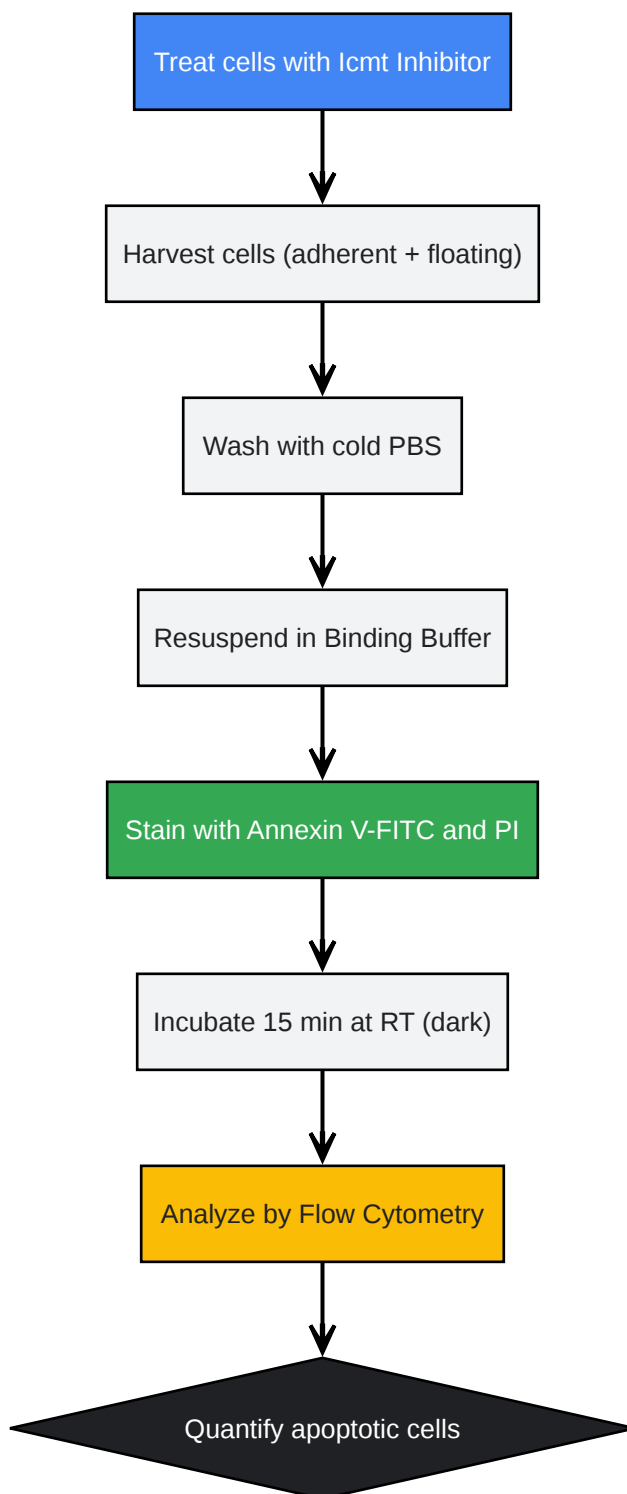 Treat cells with Icmt Inhibitor
Harvest cells (adherent + floating)
Wash with cold PBS
Resuspend in Binding Buffer
Stain with Annexin V-FITC and PI
Incubate 15 min at RT (dark)
Analyze by Flow Cytometry
Quantify apoptotic cells